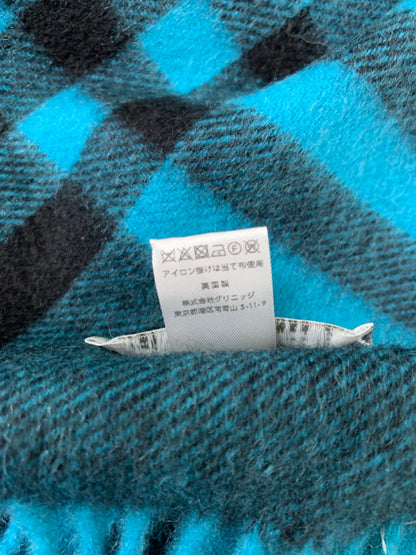 アイロン掛けは当て布使用
英国製
株式会社グリニッジ
東京都港区南青山 5-11-9